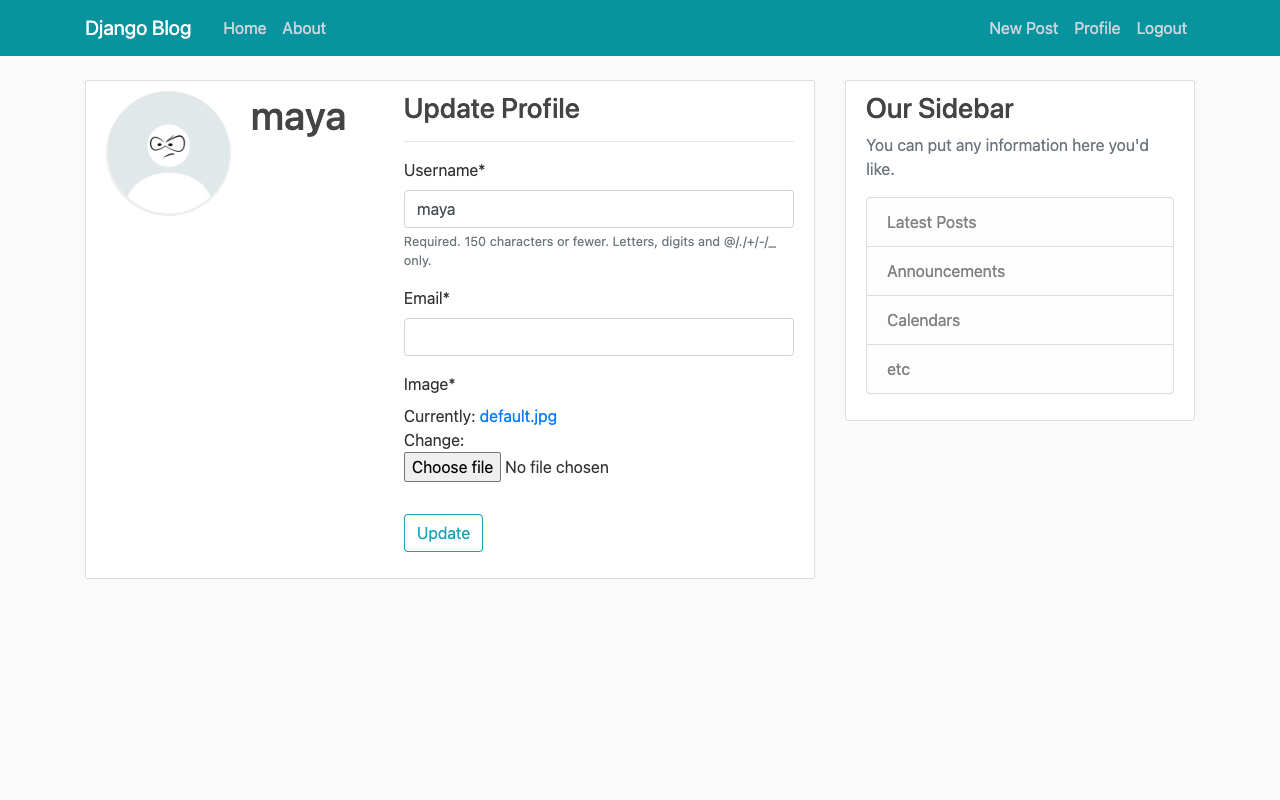 Django Blog
Home
About
New Post
Profile
Logout
maya
Update Profile
Username*
maya
Required. 150 characters or fewer. Letters, digits and @/./+/-/_
only.
Email*
Image*
Currently: default.jpg
Change:
Choose file No file chosen
Update
Our Sidebar
You can put any information here you'd
like.
Latest Posts
Announcements
Calendars
etc